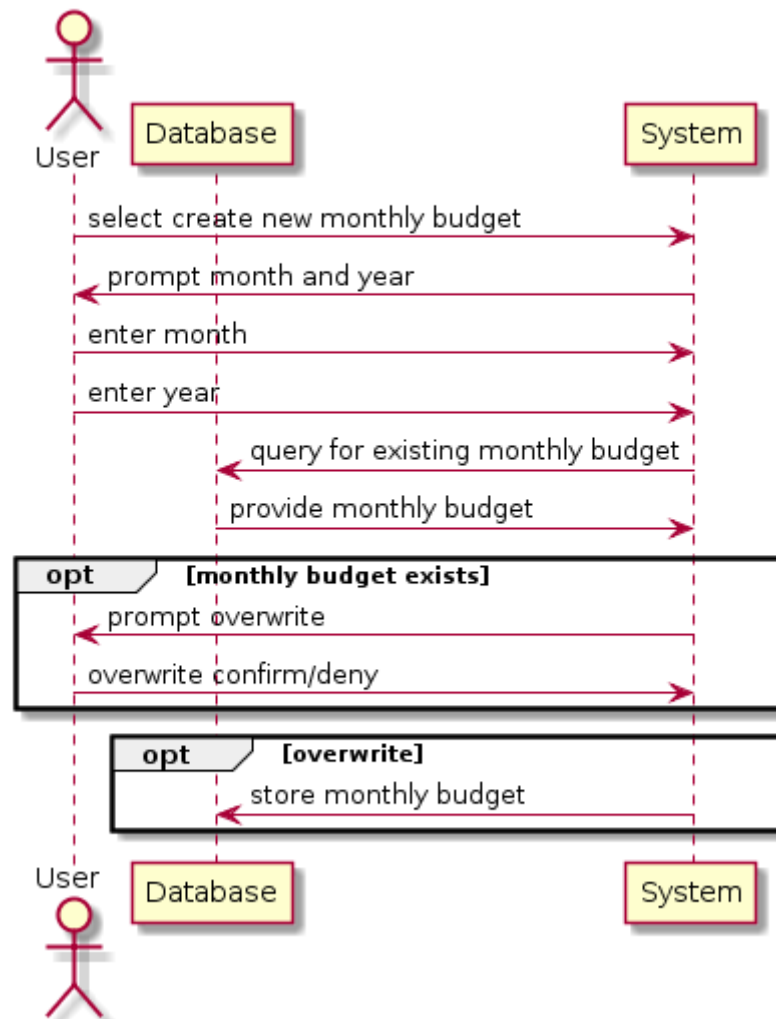 User
Database
System
select create new monthly budget
prompt month and year
enter month
enter year
query for existing monthly budget
provide monthly budget
opt [monthly budget exists]
prompt overwrite
overwrite confirm/deny
opt [overwrite]
store monthly budget
User
Database
System